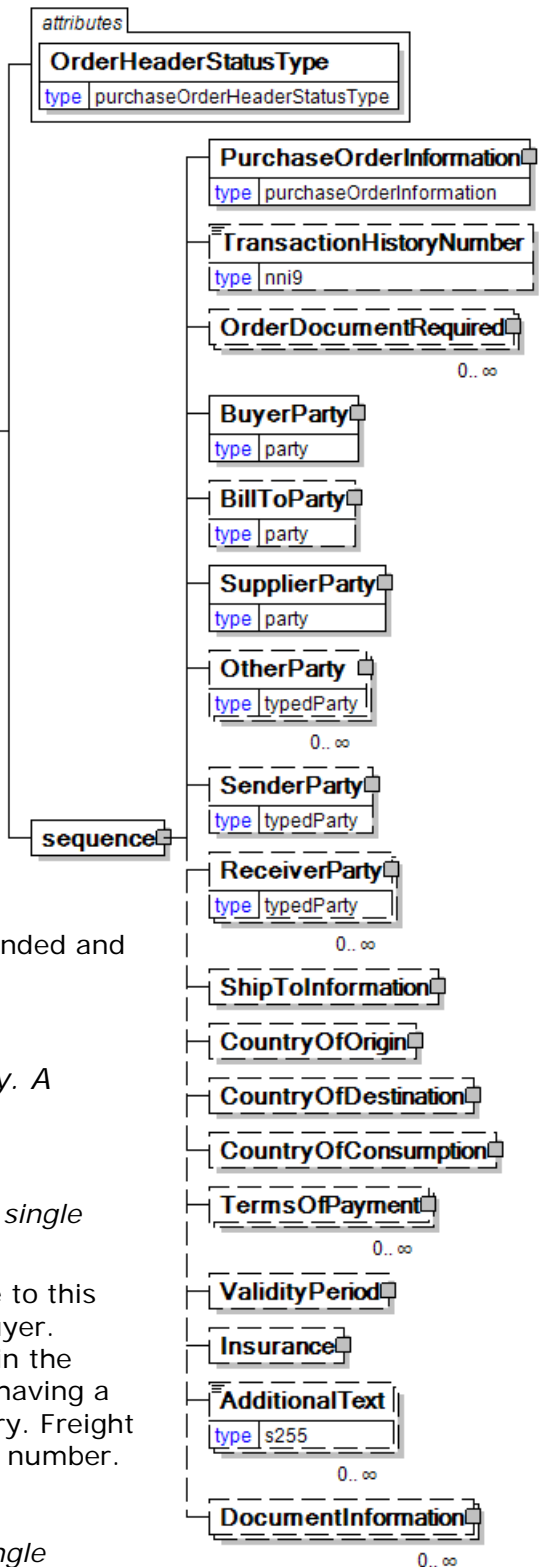 attributes
OrderHeaderStatusType
type purchaseOrderHeaderStatusType
PurchaseOrderInformation
type purchaseOrderInformation
TransactionHistoryNumber
type nni9
OrderDocumentRequired
0..∞
BuyerParty
type party
BillToParty
type party
SupplierParty
type party
OtherParty
type typedParty
0..∞
SenderParty
type typedParty
sequence
ReceiverParty
type typedParty
0..∞
nded and
ShipToInformation
CountryOfOrigin
y. A
CountryOfDestination
CountryOfConsumption
single
TermsOfPayment
0..∞
e to this
ValidityPeriod
yer.
in the
Insurance
having a
ry. Freight
AdditionalText
number.
type s255
0..∞
DocumentInformation
ngle
0..∞